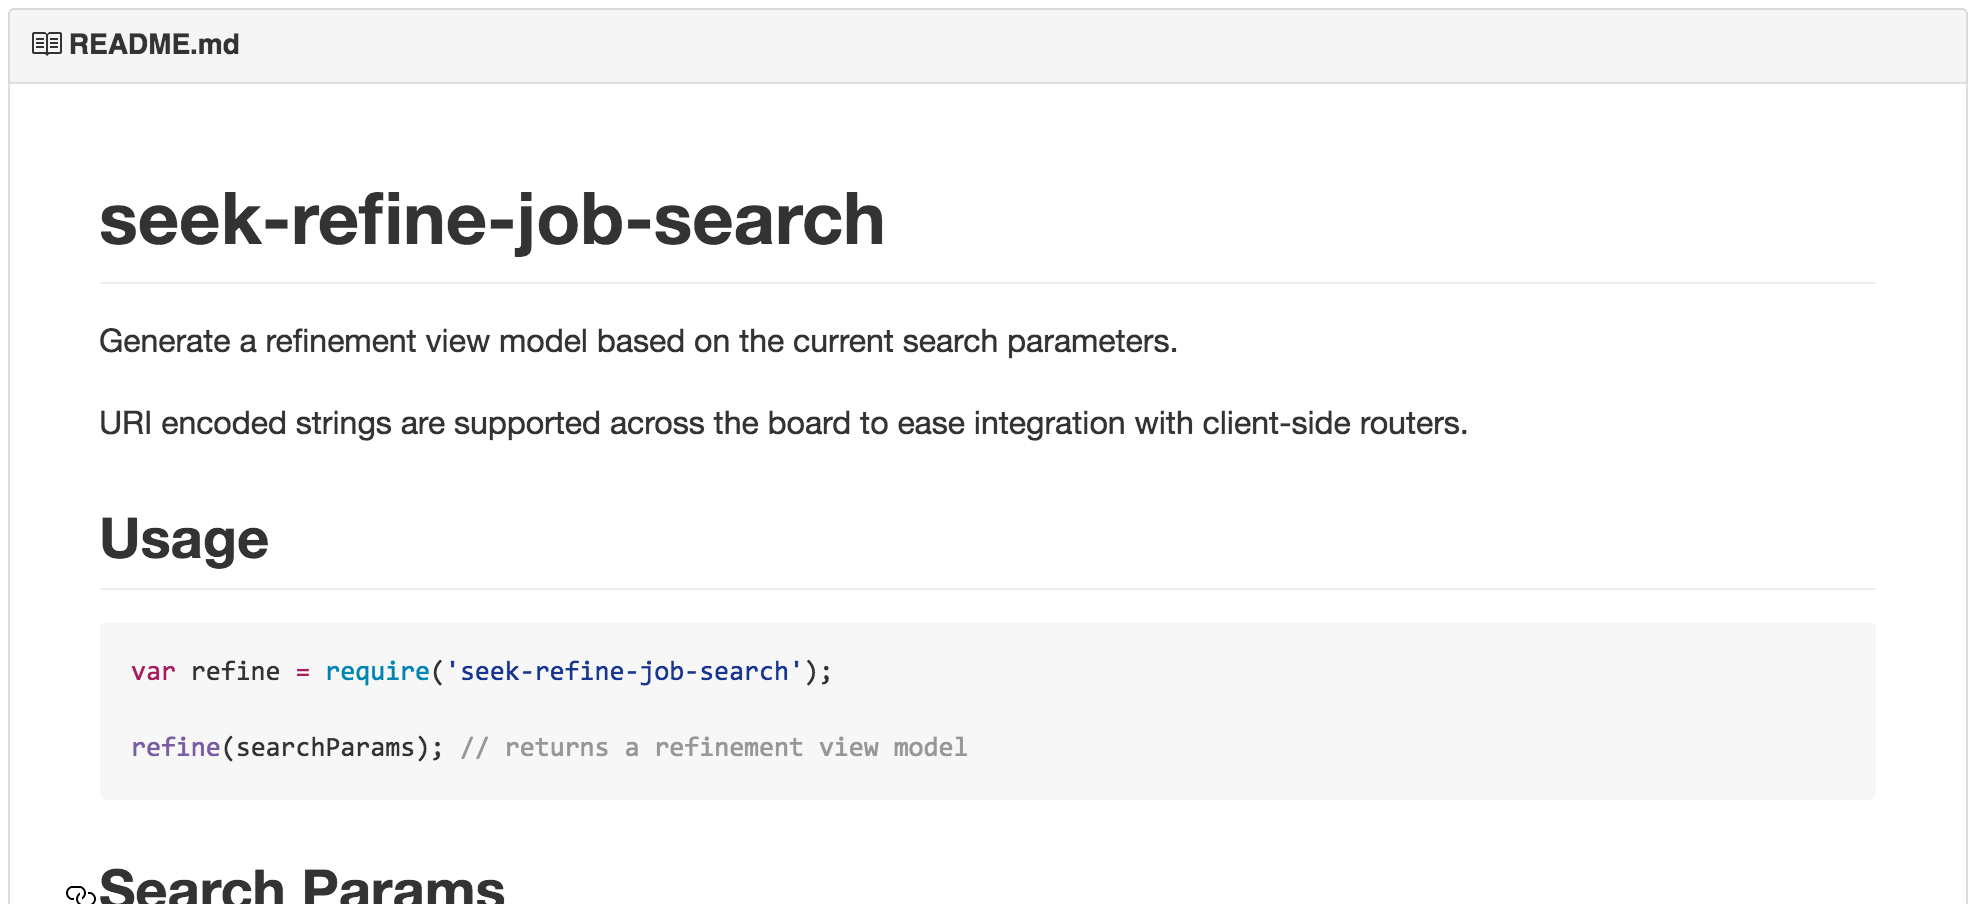 README.md
seek-refine-job-search
Generate a refinement view model based on the current search parameters.
URI encoded strings are supported across the board to ease integration with client-side routers.
Usage
var refine = require('seek-refine-job-search');
refine(searchParams); // returns a refinement view model
Search Params